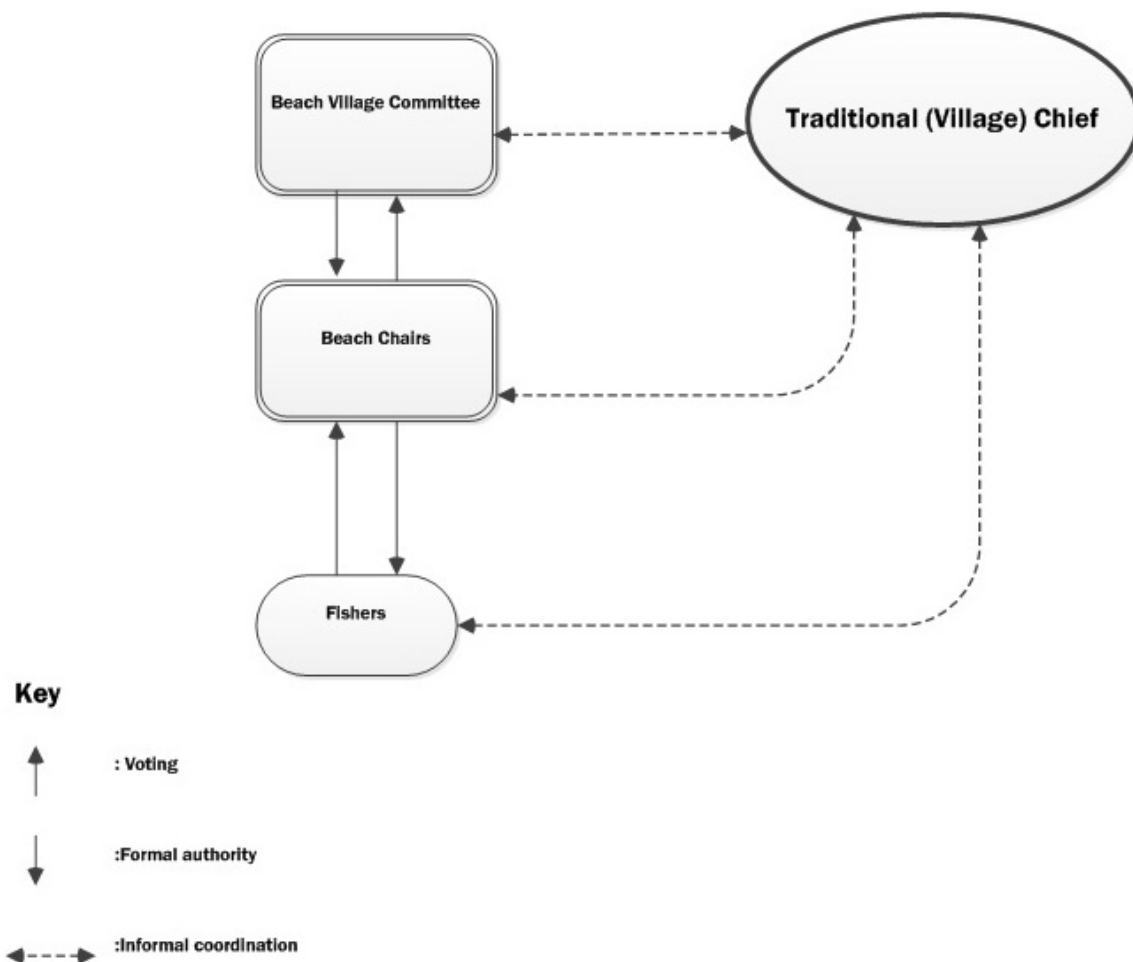 Beach Village Committee
Traditional (Village) Chief
Beach Chairs
Fishers
Key
: Voting
:Formal authority
:Informal coordination